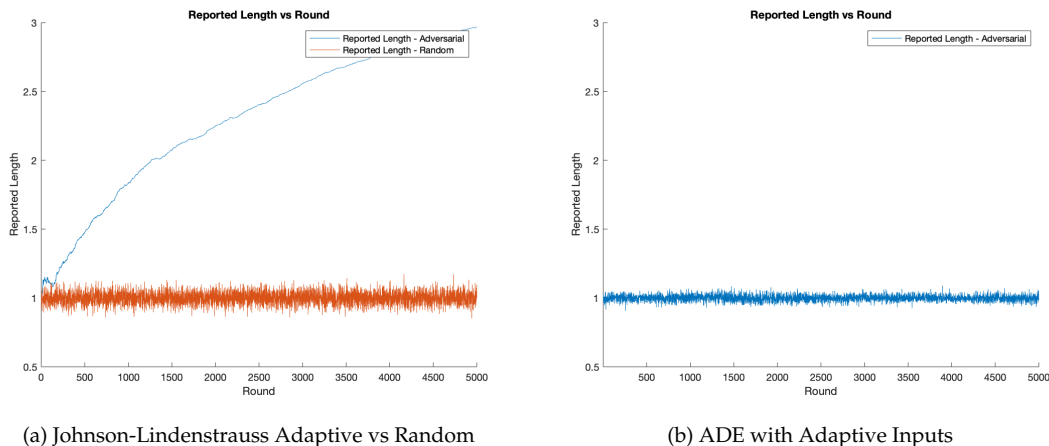 Reported Length vs Round
Reported Length - Adversarial
Reported Length - Random
3
2.5
2
1.5
1
0.5
Reported Length
0 500 1000 1500 2000 2500 3000 3500 4000 4500 5000
Round
(a) Johnson-Lindenstrauss Adaptive vs Random
Reported Length vs Round
Reported Length - Adversarial
3
2.5
2
1.5
1
0.5
Reported Length
500 1000 1500 2000 2500 3000 3500 4000 4500 5000
Round
(b) ADE with Adaptive Inputs